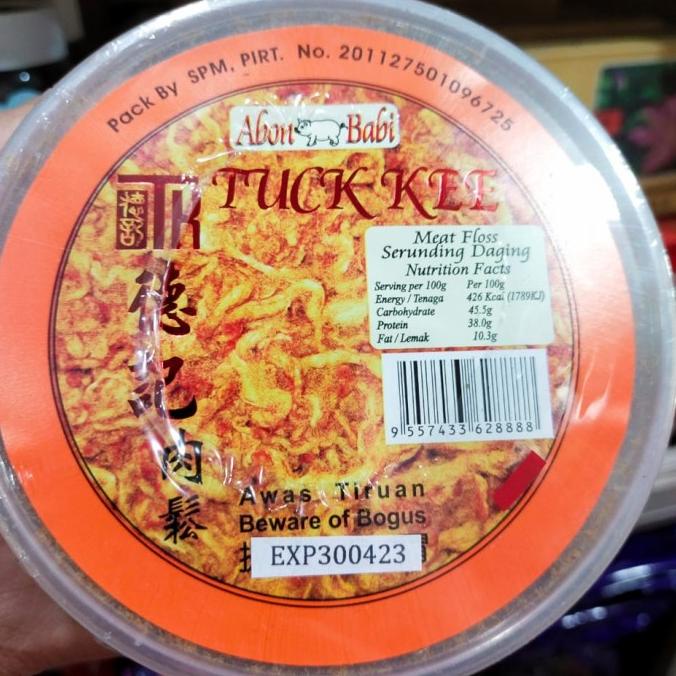 Pack By SPM, PIRT. No. 201127501096725
Abon Babi
TUCK KEE
TK
德記肉鬆
Meat Floss
Serunding Daging
Nutrition Facts
Serving per 100g Per 100g
Energy / Tenaga 426 Kcal (1789KJ)
Carbohydrate 45.5g
Protein 38.0g
Fat / Lemak 10.3g
9 557433 628888
Awas Tiruan
Beware of Bogus
EXP300423